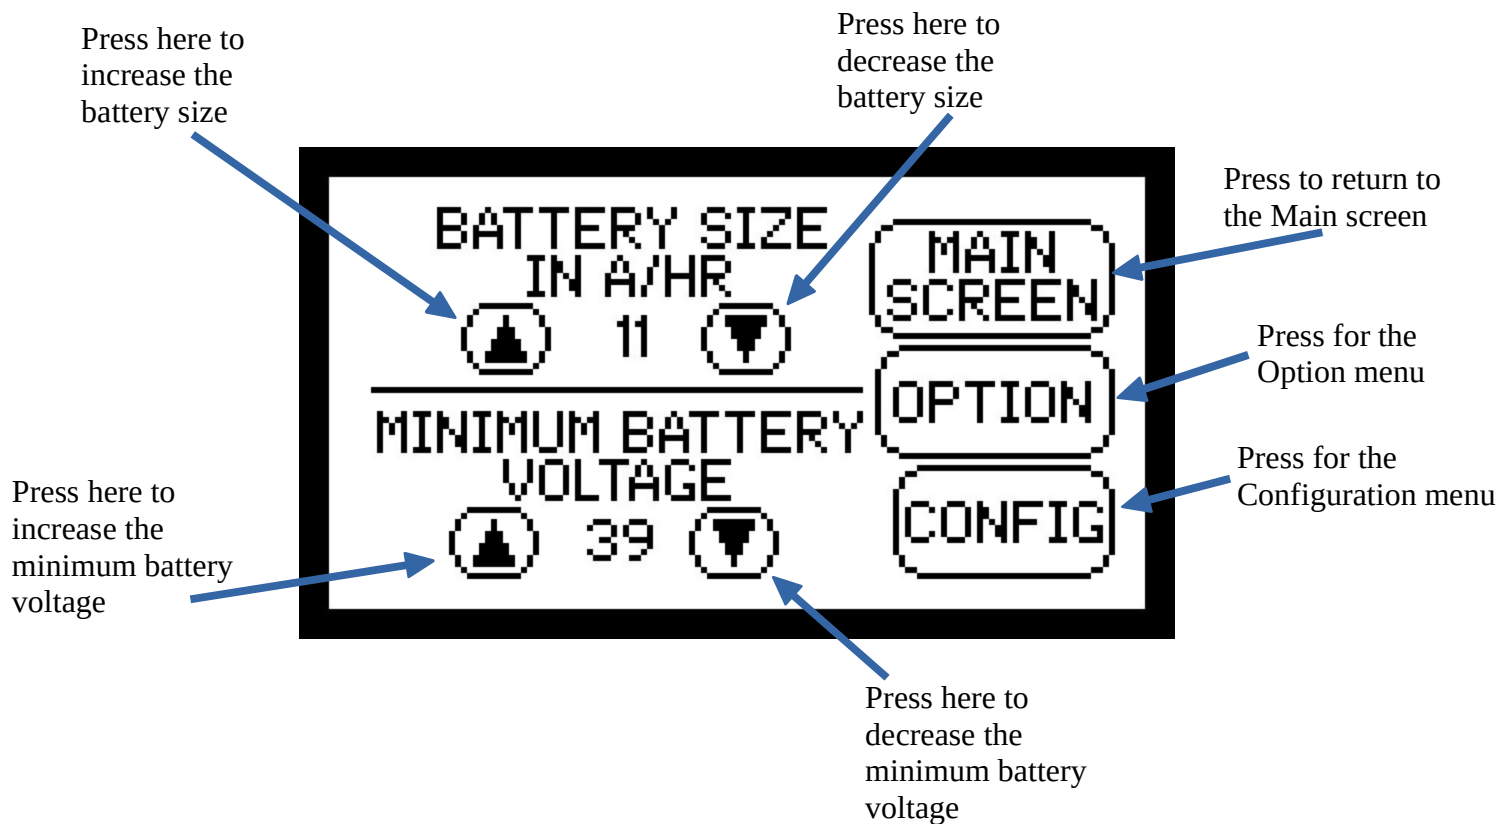 Press here to
increase the
battery size
Press here to
decrease the
battery size
Press to return to
the Main screen
BATTERY SIZE
IN A/HR
11
MAIN
SCREEN
Press for the
Option menu
OPTION
MINIMUM BATTERY
VOLTAGE
39
Press for the
Configuration menu
CONFIG
Press here to
increase the
minimum battery
voltage
Press here to
decrease the
minimum battery
voltage